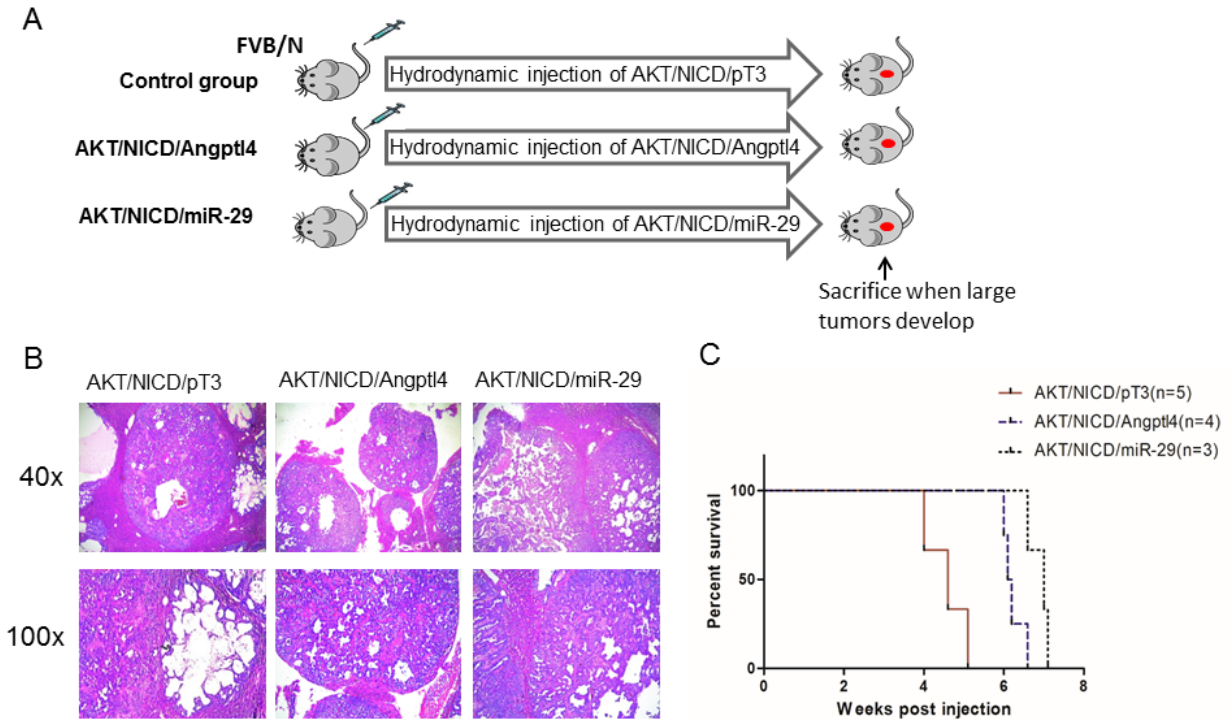 A
FVB/N
Control group
Hydrodynamic injection of AKT/NICD/pT3
AKT/NICD/Angptl4
Hydrodynamic injection of AKT/NICD/Angptl4
AKT/NICD/miR-29
Hydrodynamic injection of AKT/NICD/miR-29
Sacrifice when large
tumors develop
B
AKT/NICD/pT3 AKT/NICD/Angptl4 AKT/NICD/miR-29
40x
100x
C
AKT/NICD/pT3(n=5)
AKT/NICD/Angptl4(n=4)
AKT/NICD/miR-29(n=3)
Percent survival
100
50
0
0 2 4 6 8
Weeks post injection